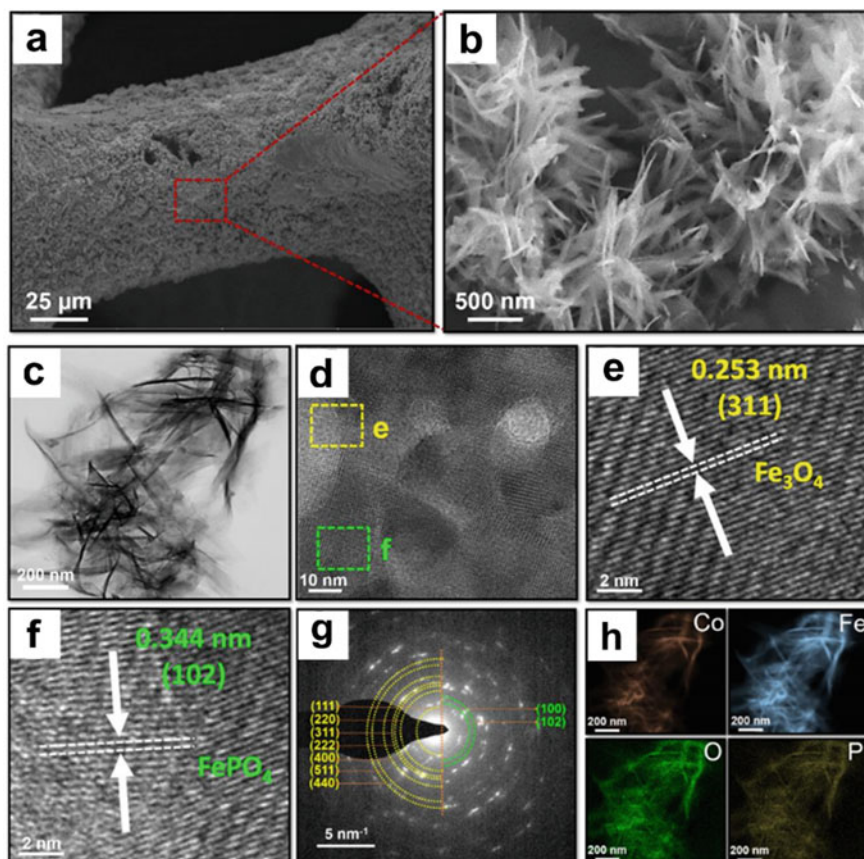 a
25 µm
b
500 nm
c
200 nm
d
e
f
10 nm
e
0.253 nm
(311)
Fe₃O₄
2 nm
f
0.344 nm
(102)
FePO₄
2 nm
g
(111)
(220)
(311)
(222)
(400)
(511)
(440)
(100)
(102)
5 nm⁻¹
h
Co
200 nm
Fe
200 nm
O
200 nm
P
200 nm